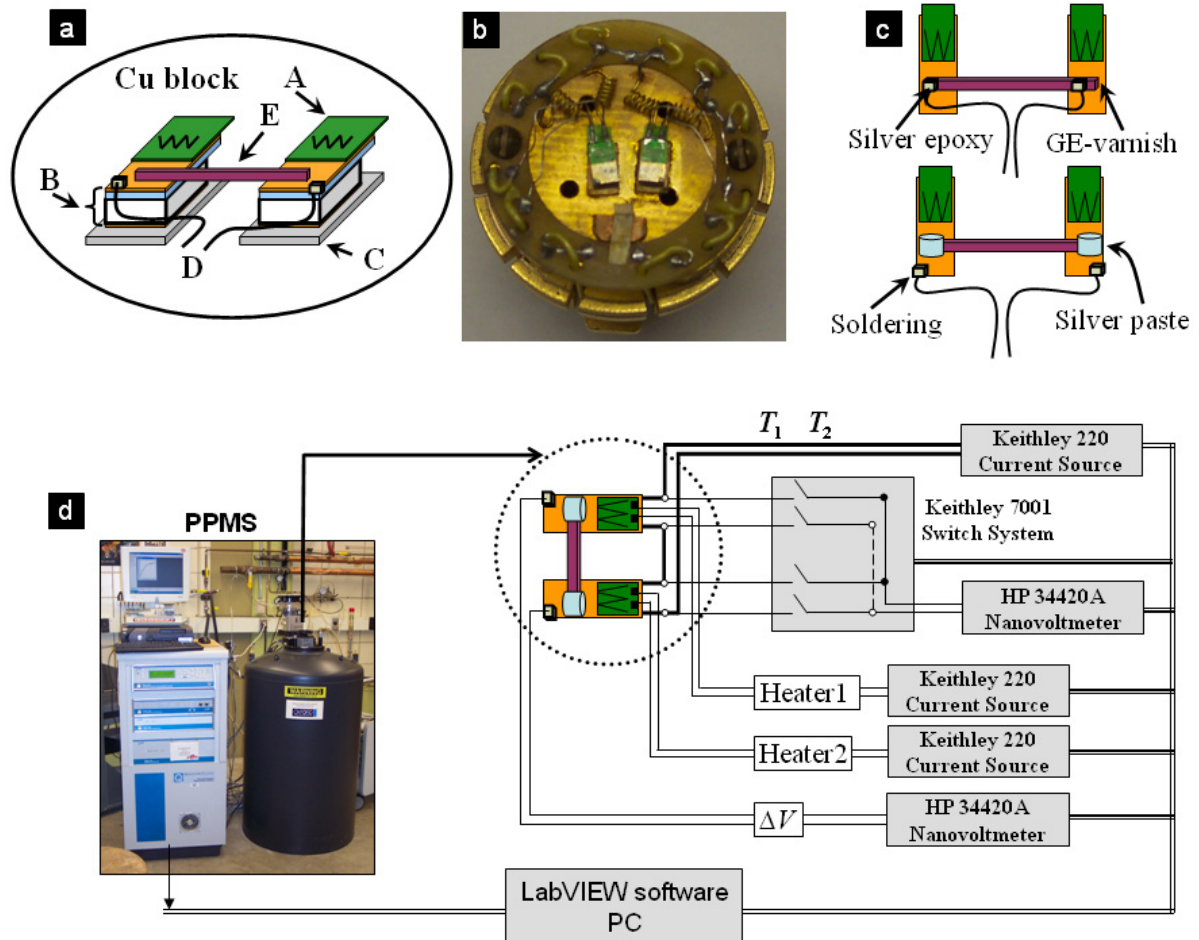 a
Cu block
A
E
B
D
C
b
c
Silver epoxy
GE-varnish
Soldering
Silver paste
d
PPMS
WARNING
T1 T2
Keithley 220
Current Source
Keithley 7001
Switch System
HP 34420A
Nanovoltmeter
Heater1
Keithley 220
Current Source
Heater2
Keithley 220
Current Source
ΔV
HP 34420A
Nanovoltmeter
LabVIEW software
PC